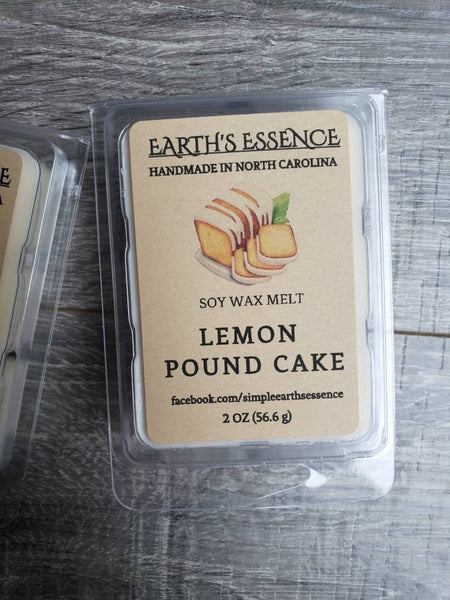 EARTH'S ESSENCE
HANDMADE IN NORTH CAROLINA
SOY WAX MELT
LEMON
POUND CAKE
facebook.com/simpleearthsessence
2 OZ (56.6 g)